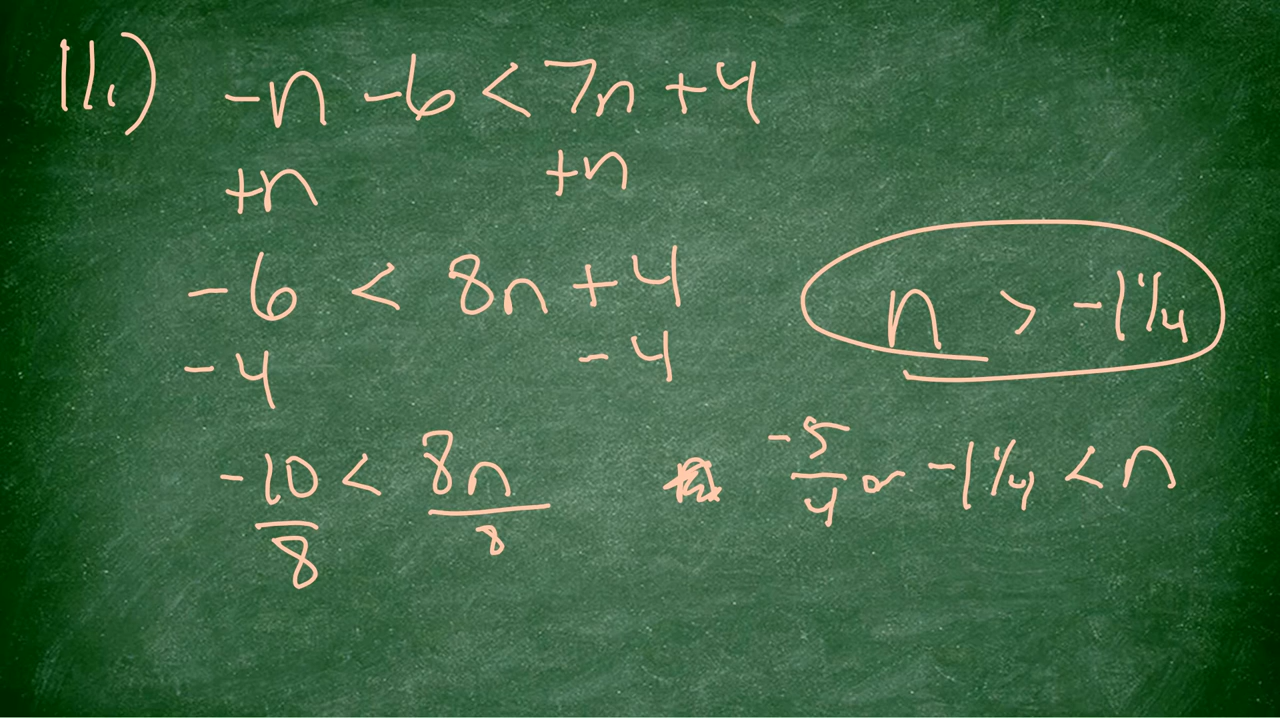 11.) -n -6 < 7n + 4
+n +n
-6 < 8n + 4
n > -1 1/4
-4 -4
-10 < 8n
8 8
-5/4 or -1 1/4 < n